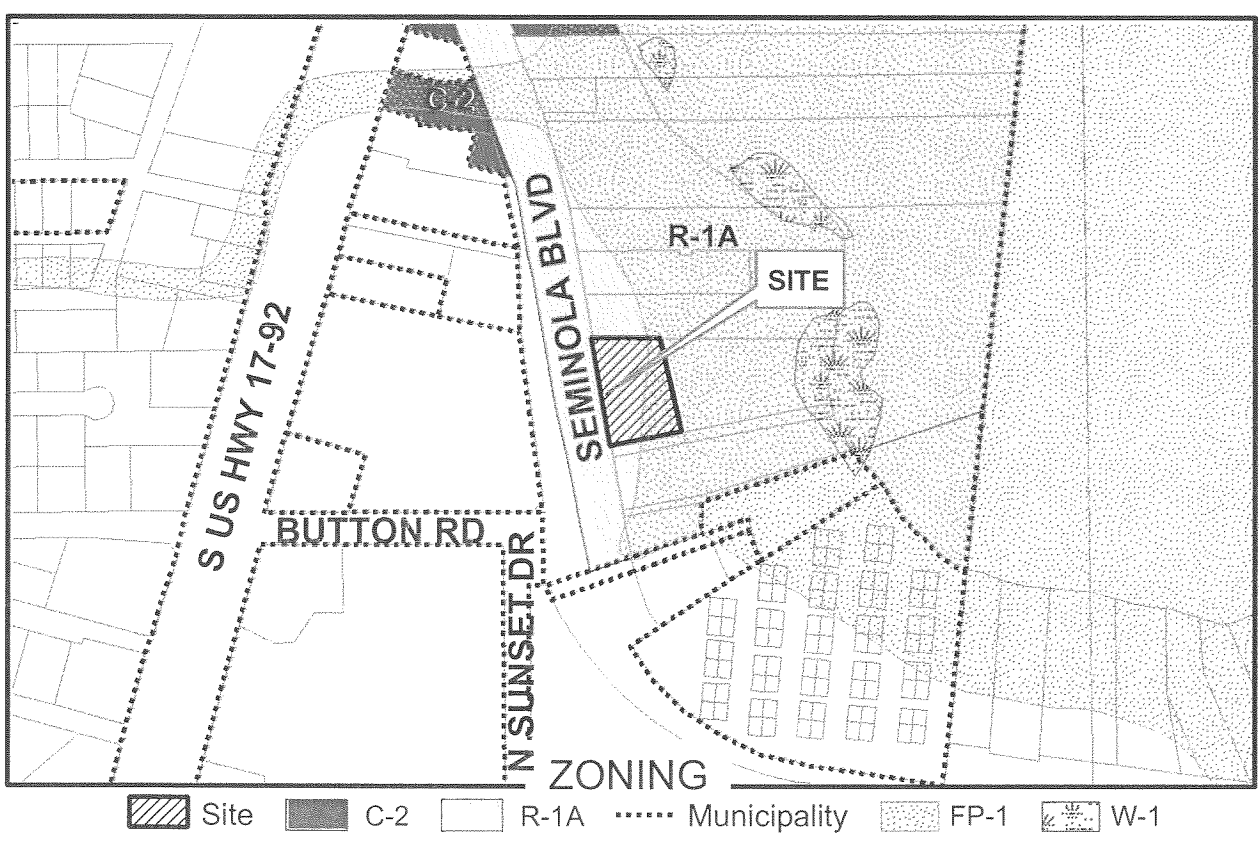 C-2
R-1A
SITE
SEMINOLA BLVD
S US HWY 17-92
BUTTON RD
N SUNSET DR
ZONING
Site C-2 R-1A Municipality FP-1 W-1